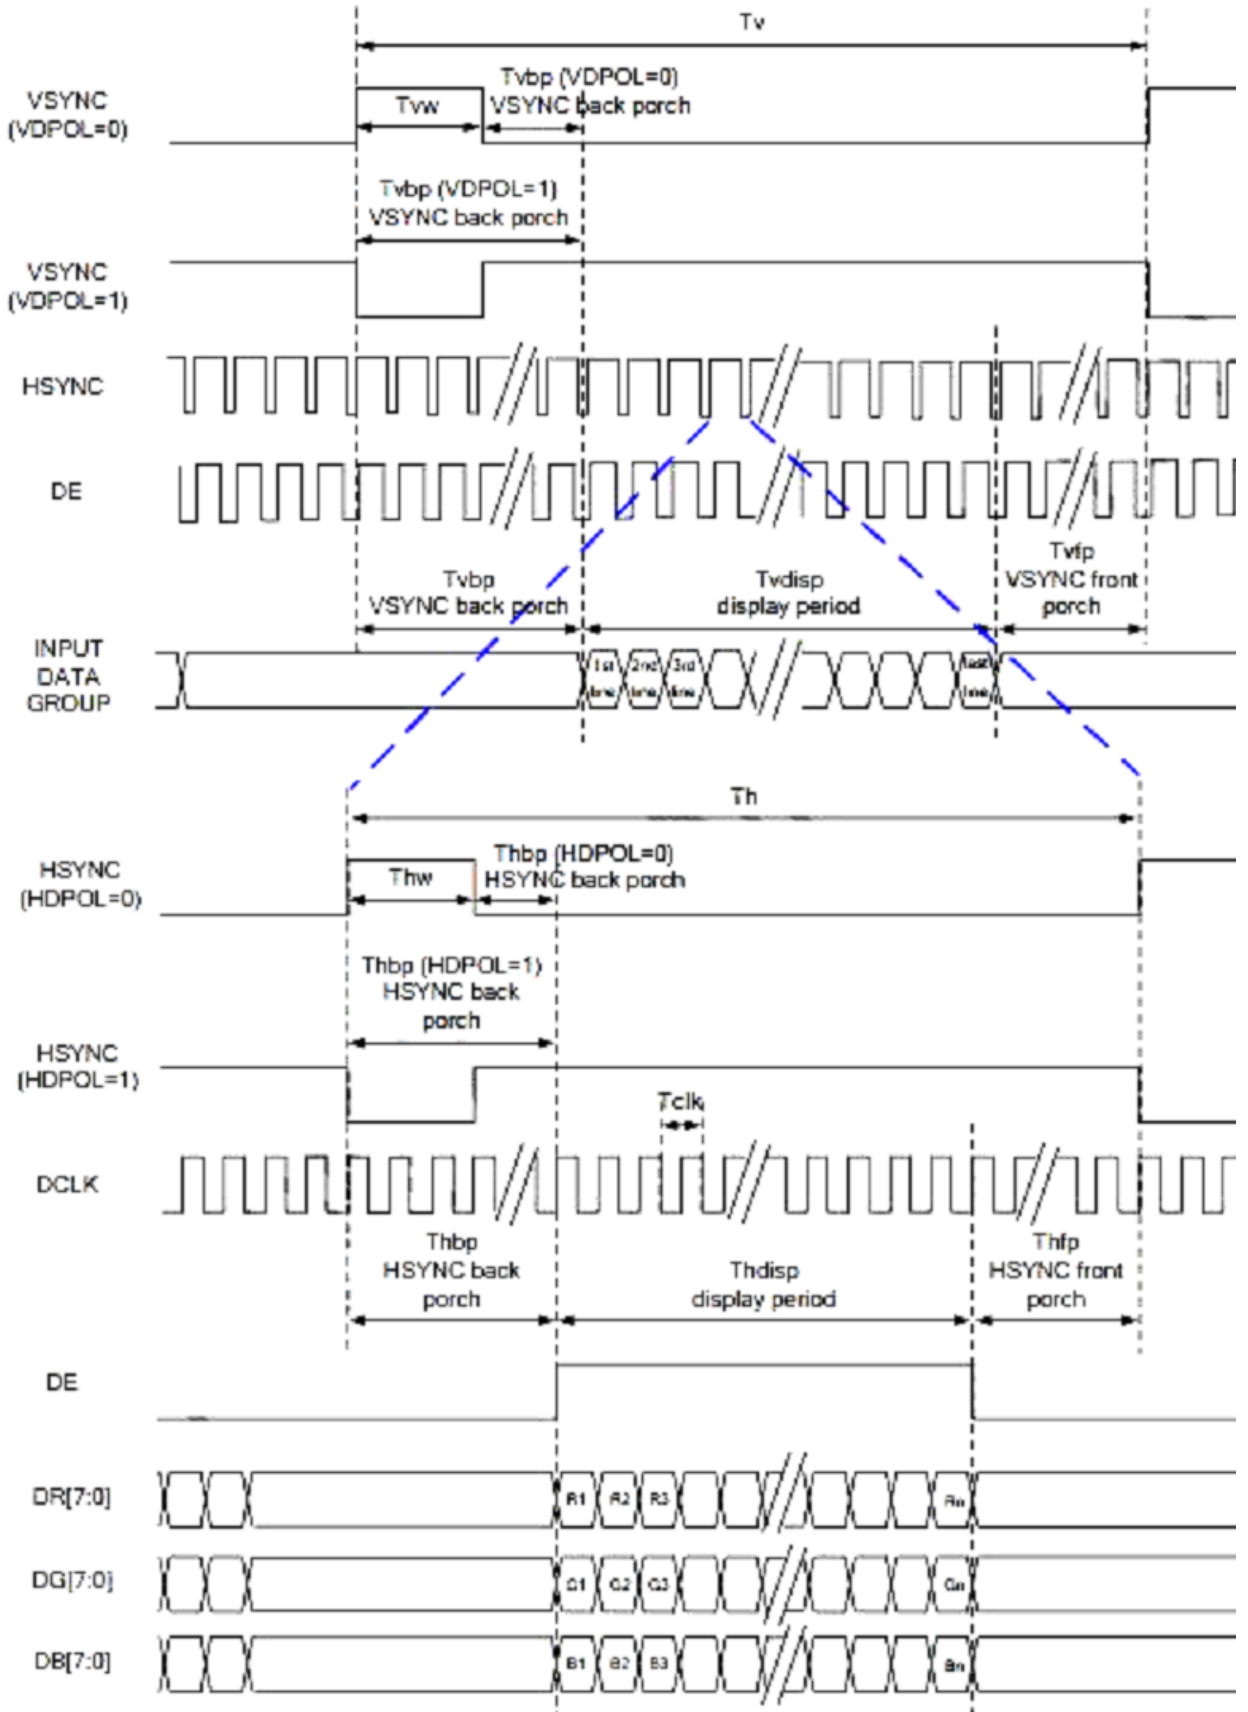 Tv
VSYNC
(VDPOL=0)
Tvw
Tvbp (VDPOL=0)
VSYNC back porch
Tvbp (VDPOL=1)
VSYNC back porch
VSYNC
(VDPOL=1)
HSYNC
DE
Tvbp
VSYNC back porch
Tvdisp
display period
Tvfp
VSYNC front
porch
INPUT
DATA
GROUP
1st
line
2nd
line
3rd
line
last
line
Th
HSYNC
(HDPOL=0)
Thw
Thbp (HDPOL=0)
HSYNC back porch
Thbp (HDPOL=1)
HSYNC back
porch
HSYNC
(HDPOL=1)
Tclk
DCLK
Thbp
HSYNC back
porch
Thdisp
display period
Thfp
HSYNC front
porch
DE
DR[7:0]
R1
R2
R3
Rn
DG[7:0]
G1
G2
G3
Gn
DB[7:0]
B1
B2
B3
Bn